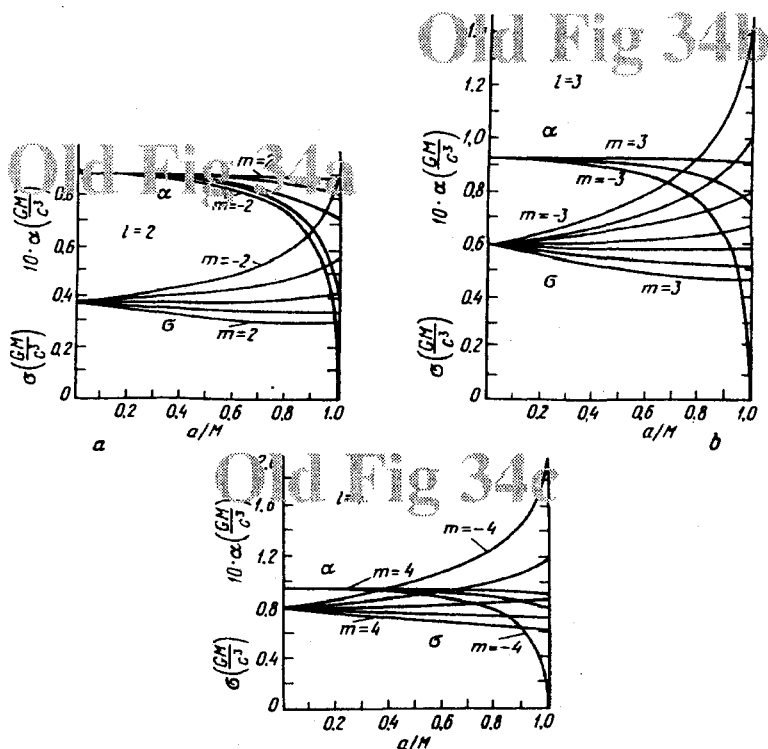 Old Fig 34b
1.2
l=3
α
1.0
m=3
m=-3
0.8
10·α(GM/c³)
m=-3
0.6
σ
0.4
m=3
σ(GM/c³)
0.2
0
0.2 0.4 0.6 0.8 1.0
a/M
b
Old Fig 34a
m=2
0.8
α
m=-2
10·α(GM/c³)
l=2
0.6
m=-2
0.4
σ
m=2
σ(GM/c³)
0.2
0
0.2 0.4 0.6 0.8 1.0
a/M
a
Old Fig 34c
1.6
m=-4
10·α(GM/c³)
1.2
α
m=4
0.8
m=4
σ
m=-4
σ(GM/c³)
0.4
0
0.2 0.4 0.6 0.8 1.0
a/M